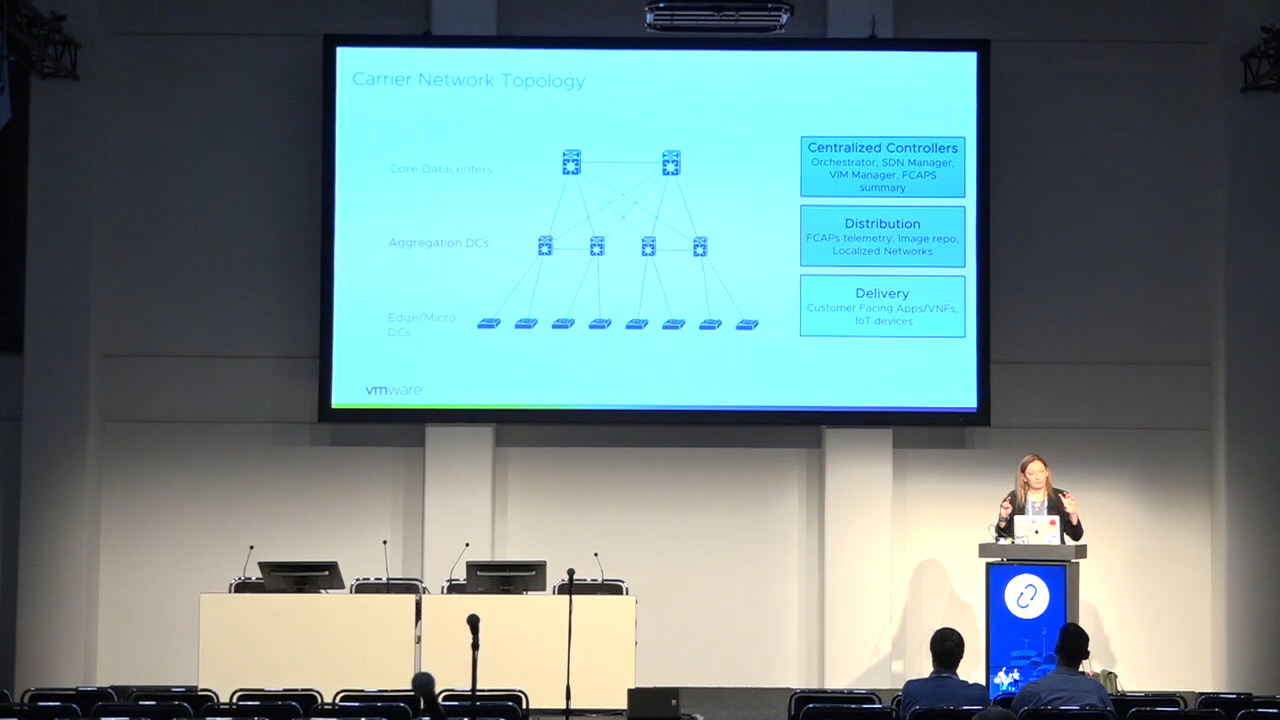 Carrier Network Topology
Core Datacenters
Aggregation DCs
Edge/Micro
DCs
Centralized Controllers
Orchestrator, SDN Manager,
VIM Manager, FCAPS
summary
Distribution
FCAPs telemetry, Image repo,
Localized Networks
Delivery
Customer Facing Apps/VNFs,
IoT devices
vmware